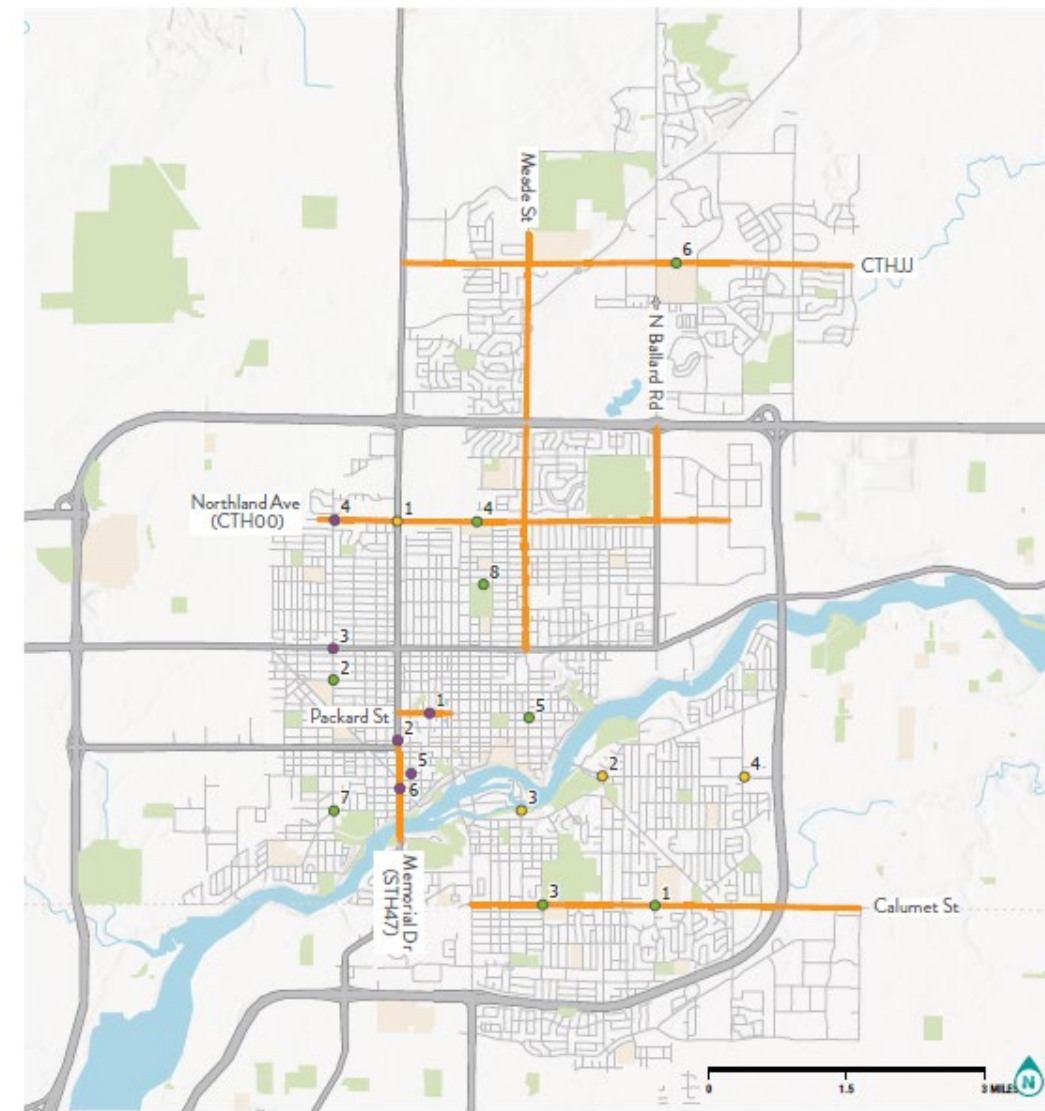 Meade St
6
CTHJJ
N Ballard Rd
Northland Ave
(CTH00)
4
1
4
8
3
2
Packard St
1
2
5
5
6
2
4
7
3
Memorial Dr
(STH47)
3
1
Calumet St
0
1.5
3 MILES
N